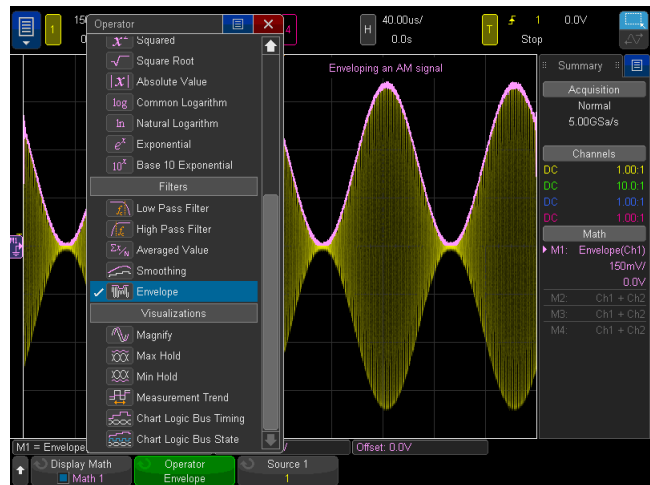 1
15
0
Operator
4
H
40.00us/
0.0s
T
1
0.0V
Stop
x² Squared
√ Square Root
|x| Absolute Value
log Common Logarithm
ln Natural Logarithm
eˣ Exponential
10ˣ Base 10 Exponential
Filters
Low Pass Filter
High Pass Filter
Σx/N Averaged Value
Smoothing
Envelope
Visualizations
Magnify
Max Hold
Min Hold
Measurement Trend
Chart Logic Bus Timing
Chart Logic Bus State
Enveloping an AM signal
M1
Summary
Acquisition
Normal
5.00GSa/s
Channels
DC 1.00:1
DC 10.0:1
DC 1.00:1
DC 1.00:1
Math
M1: Envelope(Ch1)
150mV/
0.0V
M2: Ch1 + Ch2
M3: Ch1 + Ch2
M4: Ch1 + Ch2
M1 = Envelope
V/
Offset: 0.0V
Display Math
Math 1
Operator
Envelope
Source 1
1